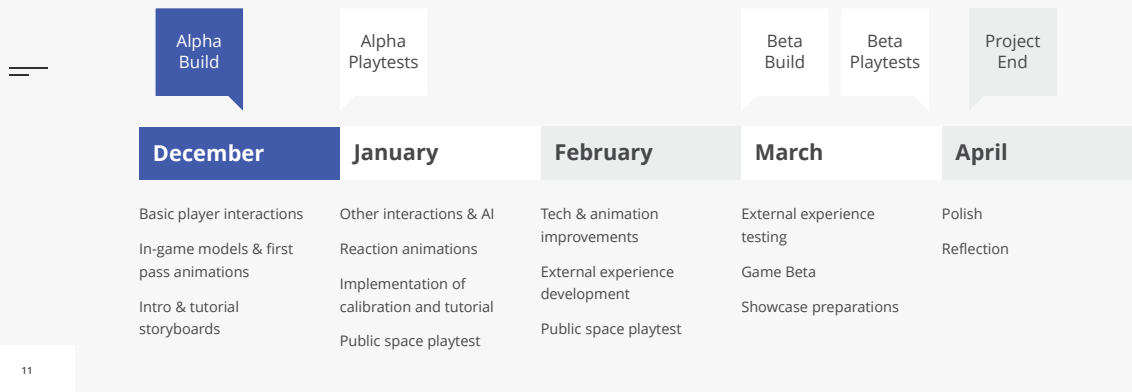 Alpha
Build
Alpha
Playtests
Beta
Build
Beta
Playtests
Project
End
December
January
February
March
April
Basic player interactions
In-game models & first
pass animations
Intro & tutorial
storyboards
Other interactions & AI
Reaction animations
Implementation of
calibration and tutorial
Public space playtest
Tech & animation
improvements
External experience
development
Public space playtest
External experience
testing
Game Beta
Showcase preparations
Polish
Reflection
11